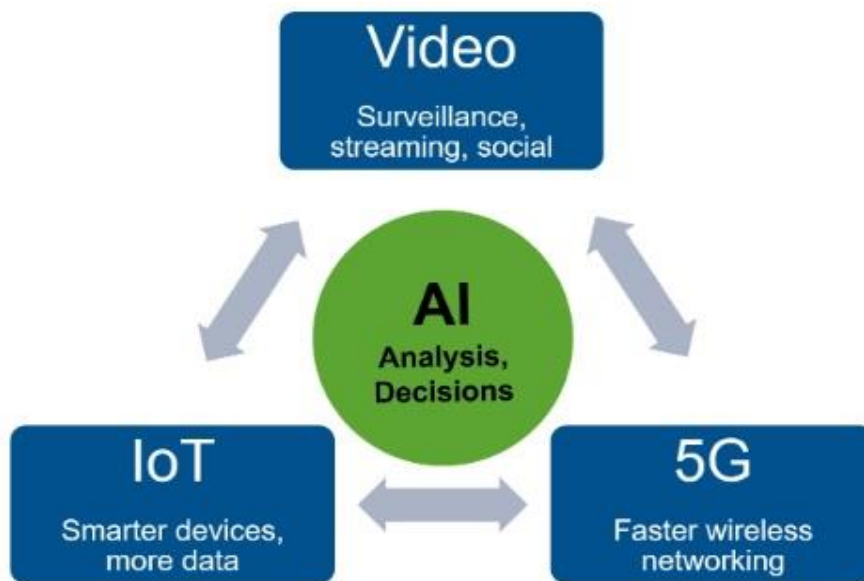 Video
Surveillance,
streaming, social
AI
Analysis,
Decisions
IoT
Smarter devices,
more data
5G
Faster wireless
networking